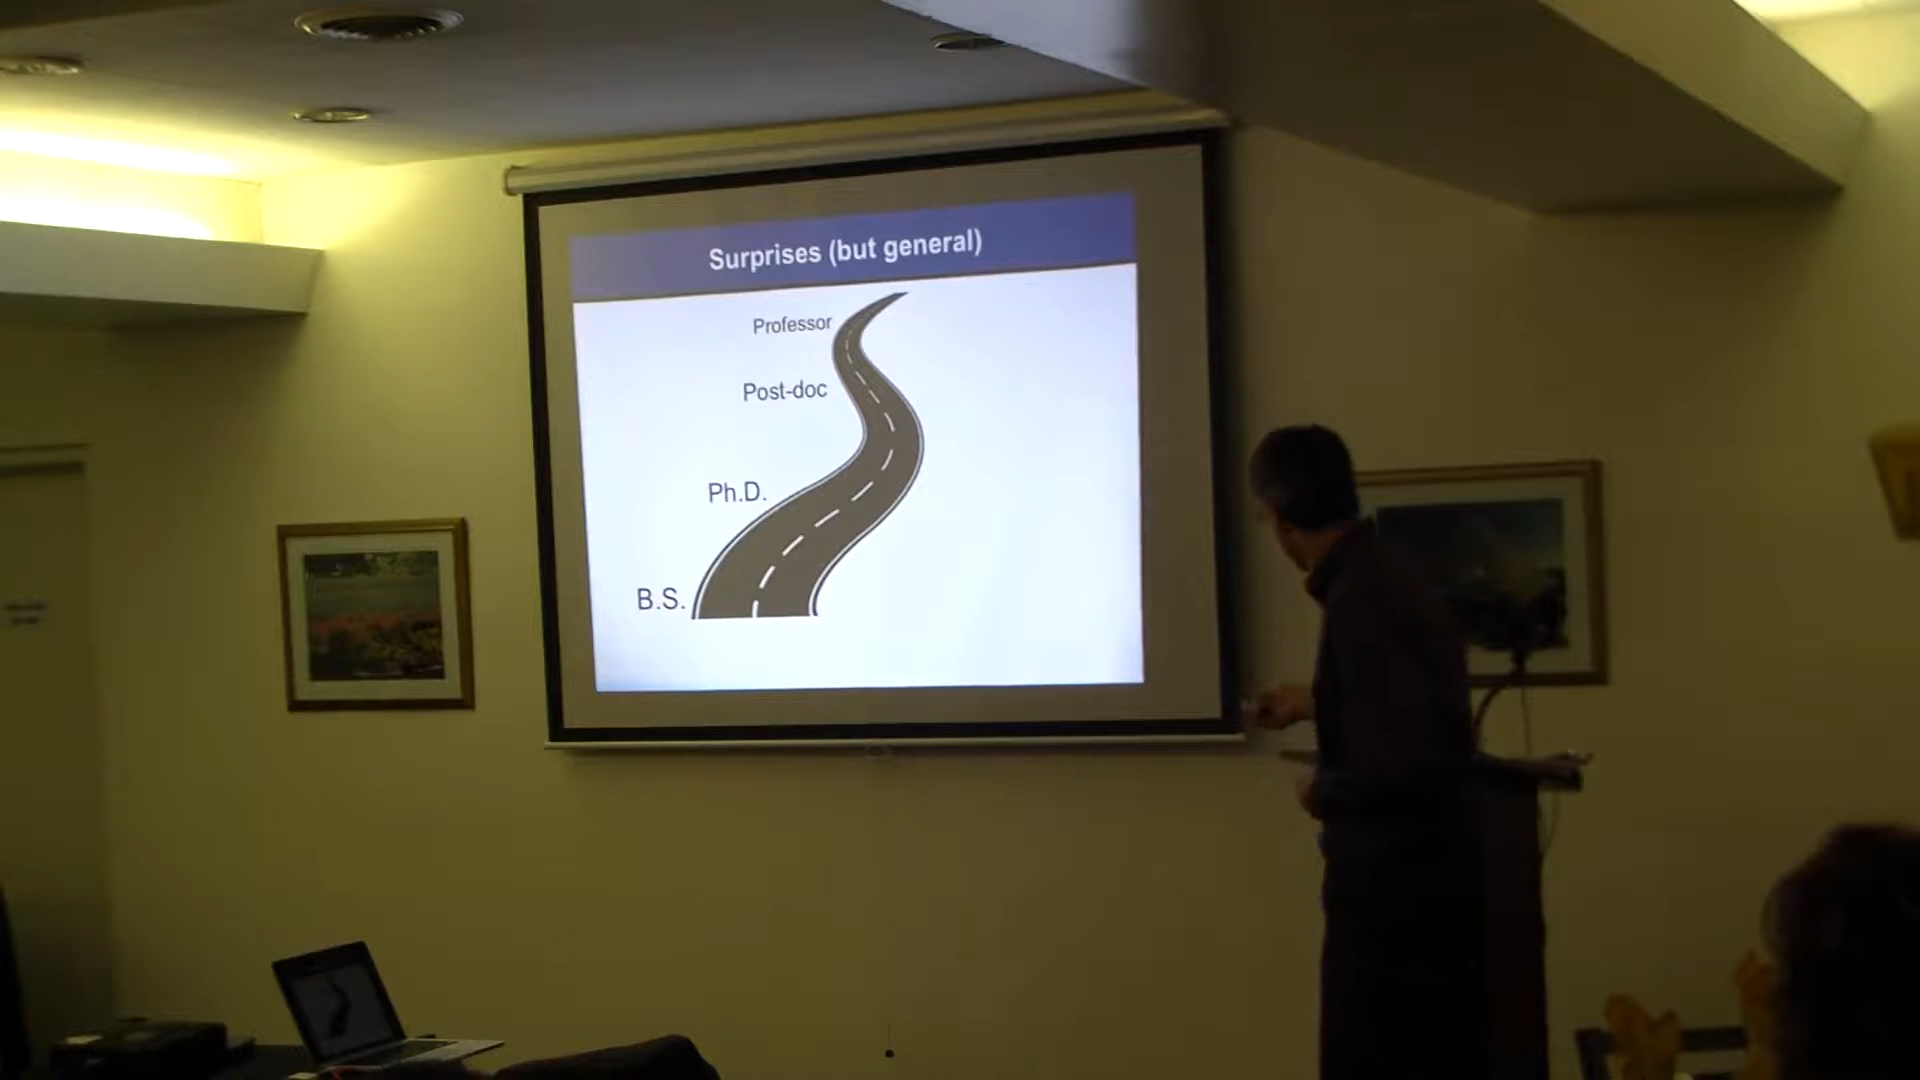 Surprises (but general)
Professor
Post-doc
Ph.D.
B.S.